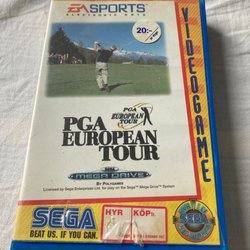 EA SPORTS
ELECTRONIC ARTS
20:-
VIDEOGAME
PGA
EUROPEAN
TOUR
PGA
EUROPEAN
TOUR
MEGA DRIVE
BY POLYGAMES
Licensed by Sega Enterprises Ltd. for play on the Sega Mega Drive System
SEGA
BEAT US. IF YOU CAN.
HYR
KÖP
SEGA